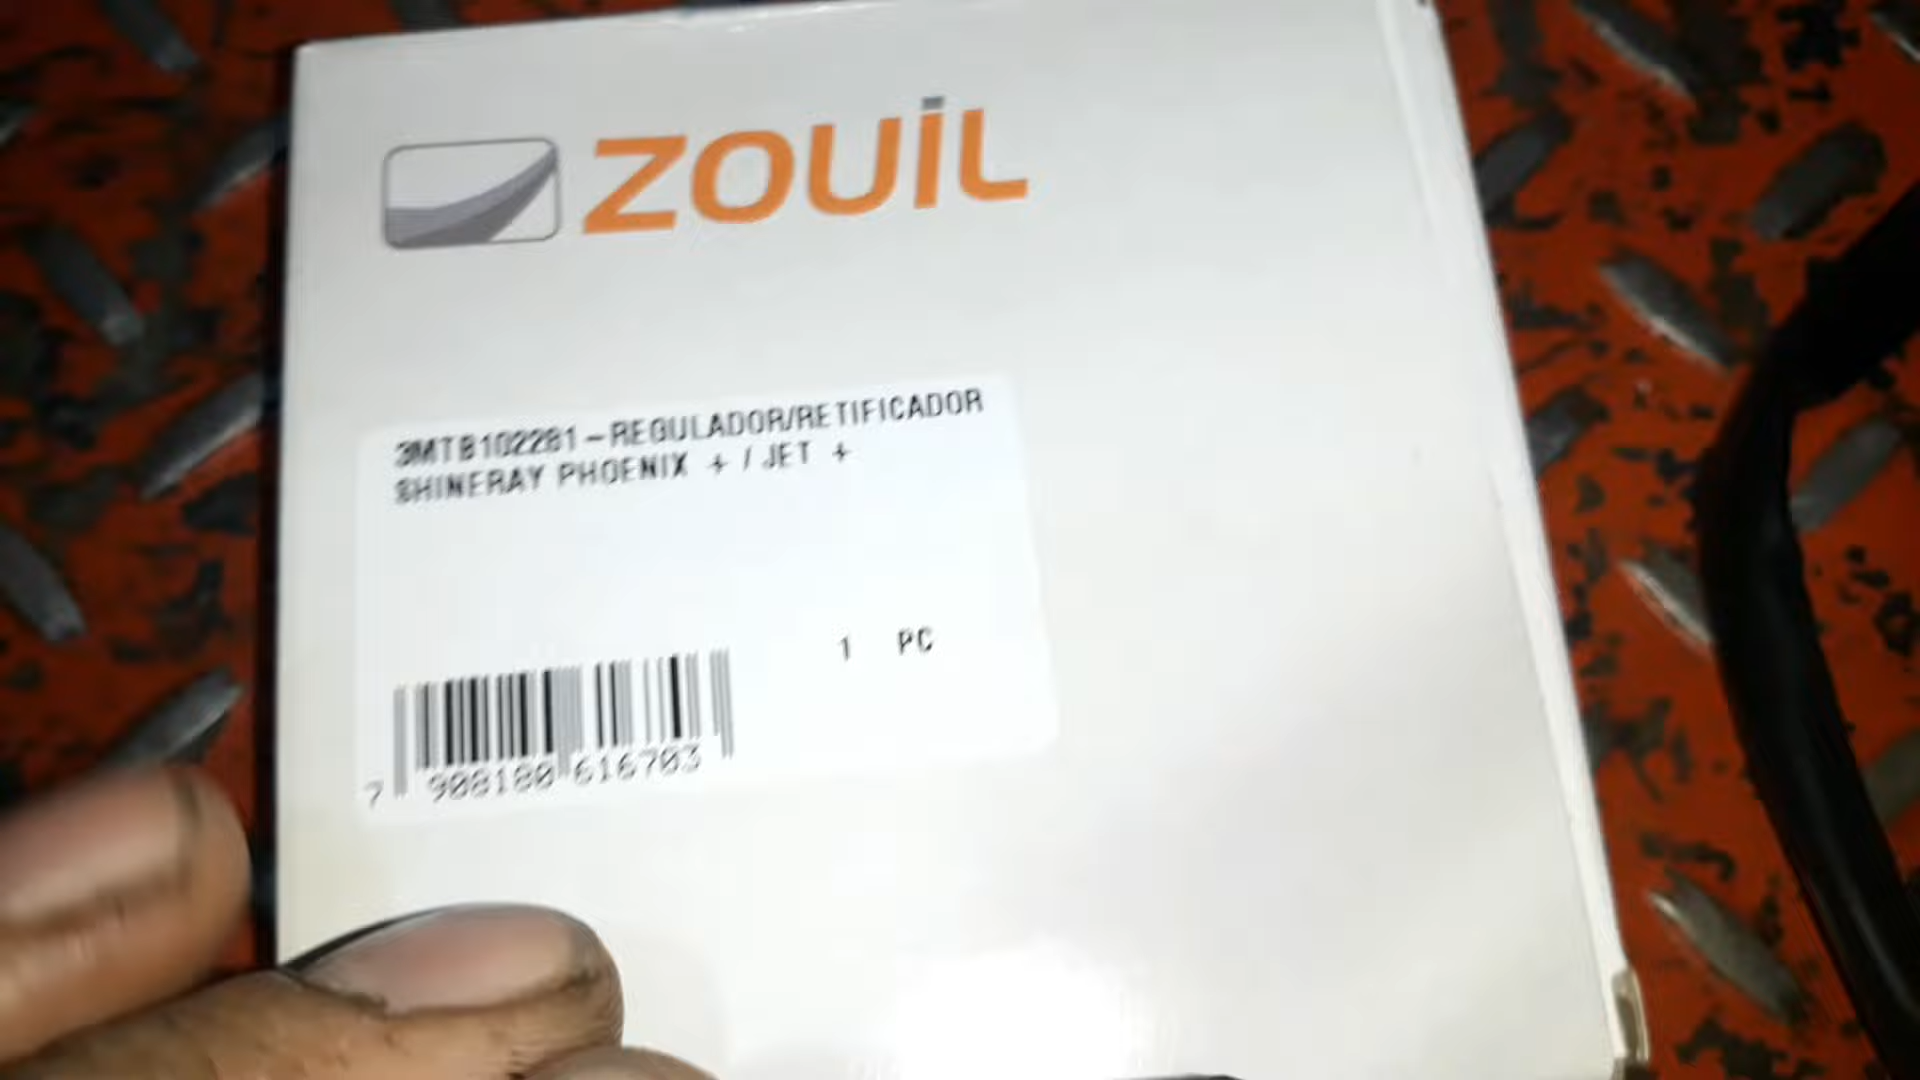 ZOUIL
3MTB102281-REGULADOR/RETIFICADOR
SHINERAY PHOENIX + / JET +
1 PC
7 908180 616703